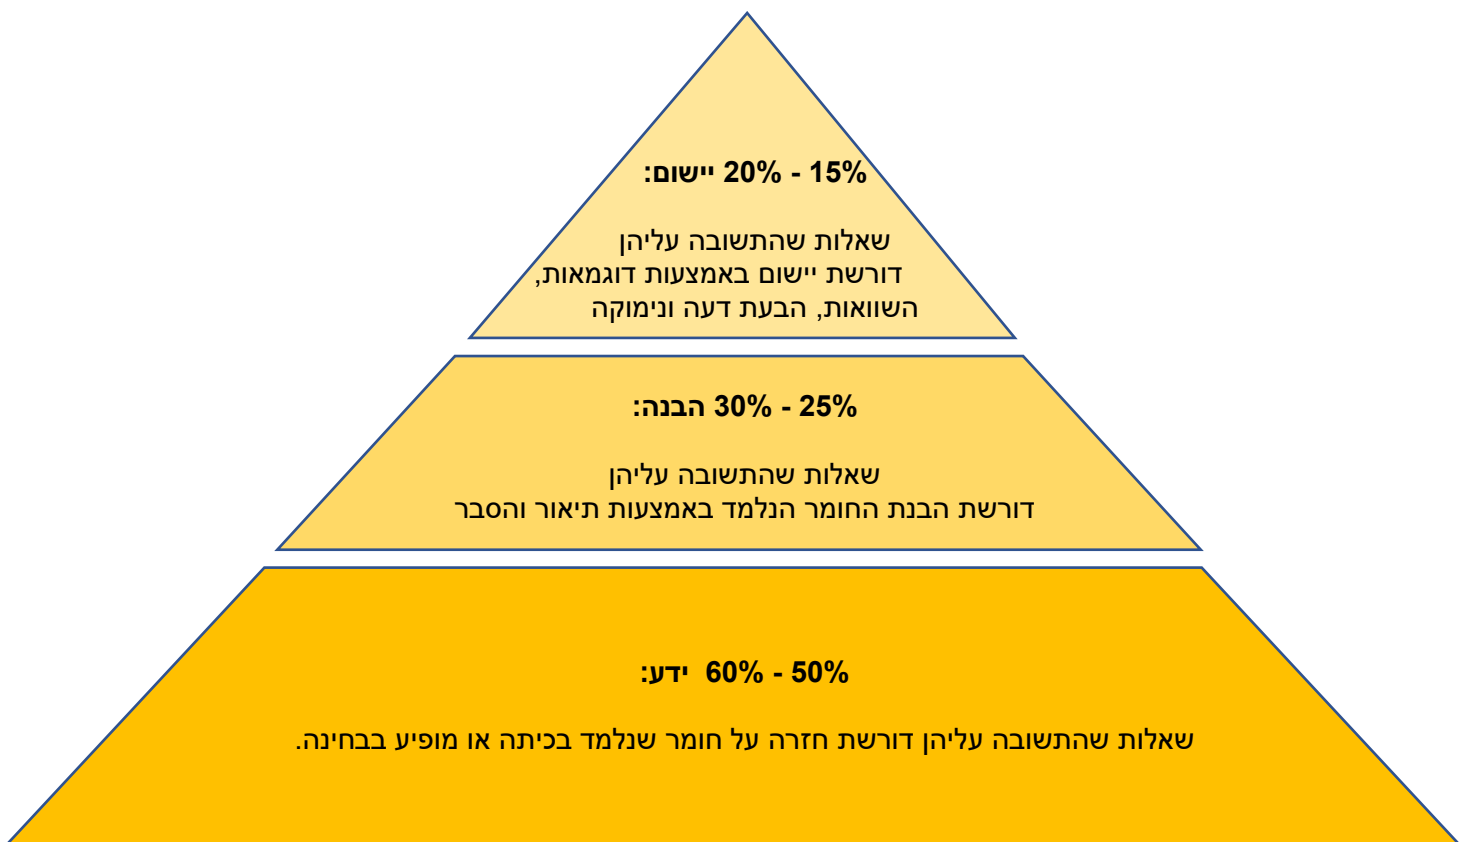 15% - 20% יישום:
שאלות שהתשובה עליהן
דורשת יישום באמצעות דוגמאות,
השוואות, הבעת דעה ונימוקה
25% - 30% הבנה:
שאלות שהתשובה עליהן
דורשת הבנת החומר הנלמד באמצעות תיאור והסבר
50% - 60% ידע:
שאלות שהתשובה עליהן דורשת חזרה על חומר שנלמד בכיתה או מופיע בבחינה.